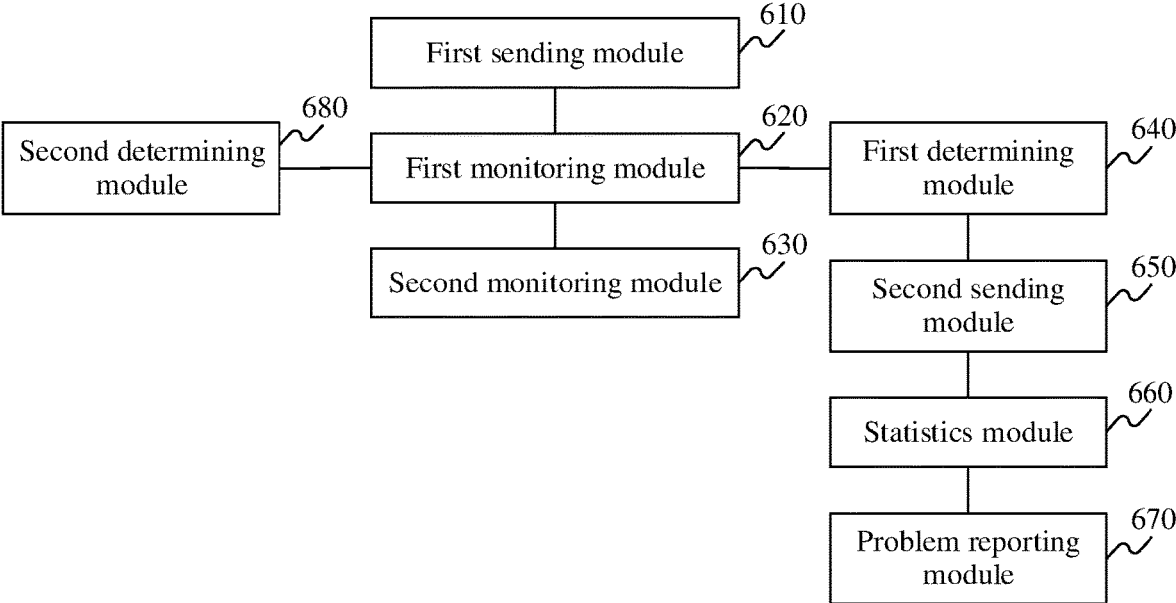 610
First sending module
680
Second determining
module
620
First monitoring module
640
First determining
module
630
Second monitoring module
650
Second sending
module
660
Statistics module
670
Problem reporting
module